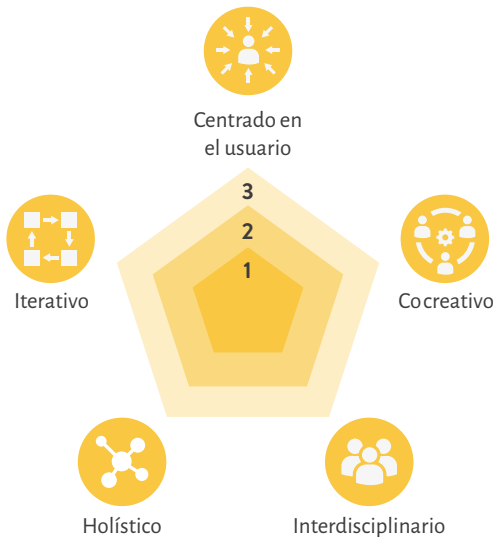 Centrado en
el usuario
3
2
1
Iterativo
Cocreativo
Holístico
Interdisciplinario